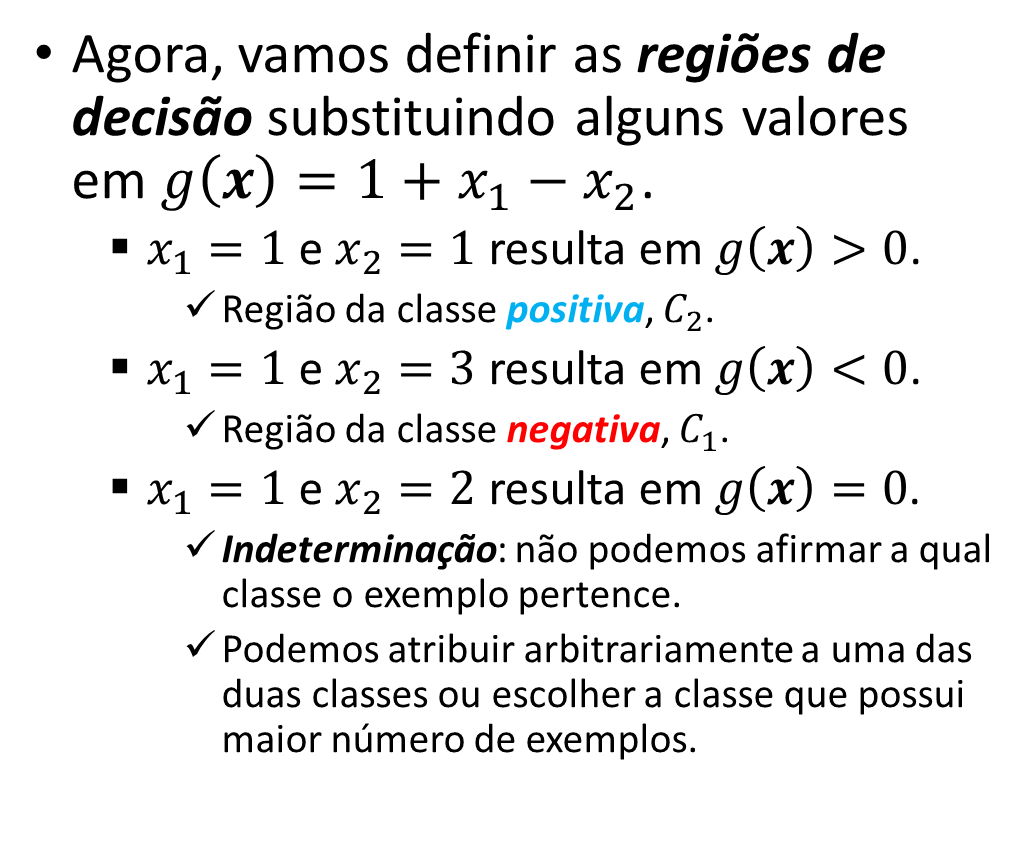 • Agora, vamos definir as regiões de
decisão substituindo alguns valores
em g(x) = 1 + x₁ − x₂.
▪ x₁ = 1 e x₂ = 1 resulta em g(x) > 0.
✓ Região da classe positiva, C₂.
▪ x₁ = 1 e x₂ = 3 resulta em g(x) < 0.
✓ Região da classe negativa, C₁.
▪ x₁ = 1 e x₂ = 2 resulta em g(x) = 0.
✓ Indeterminação: não podemos afirmar a qual
classe o exemplo pertence.
✓ Podemos atribuir arbitrariamente a uma das
duas classes ou escolher a classe que possui
maior número de exemplos.